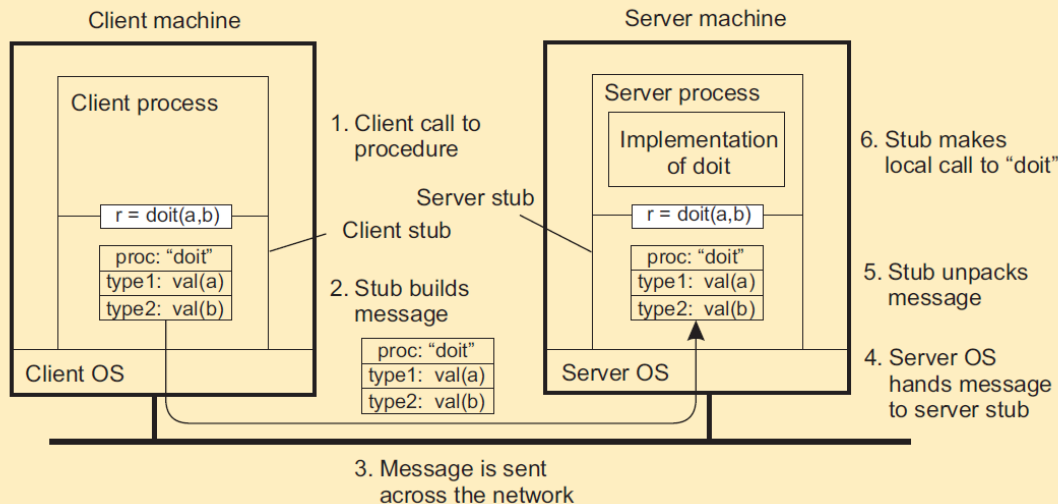 Client machine
Server machine
Client process
Server process
1. Client call to
procedure
Implementation
of doit
6. Stub makes
local call to “doit”
Server stub
r = doit(a,b)
Client stub
r = doit(a,b)
proc: “doit”
type1: val(a)
type2: val(b)
2. Stub builds
message
proc: “doit”
type1: val(a)
type2: val(b)
5. Stub unpacks
message
proc: “doit”
type1: val(a)
type2: val(b)
Client OS
Server OS
4. Server OS
hands message
to server stub
3. Message is sent
across the network